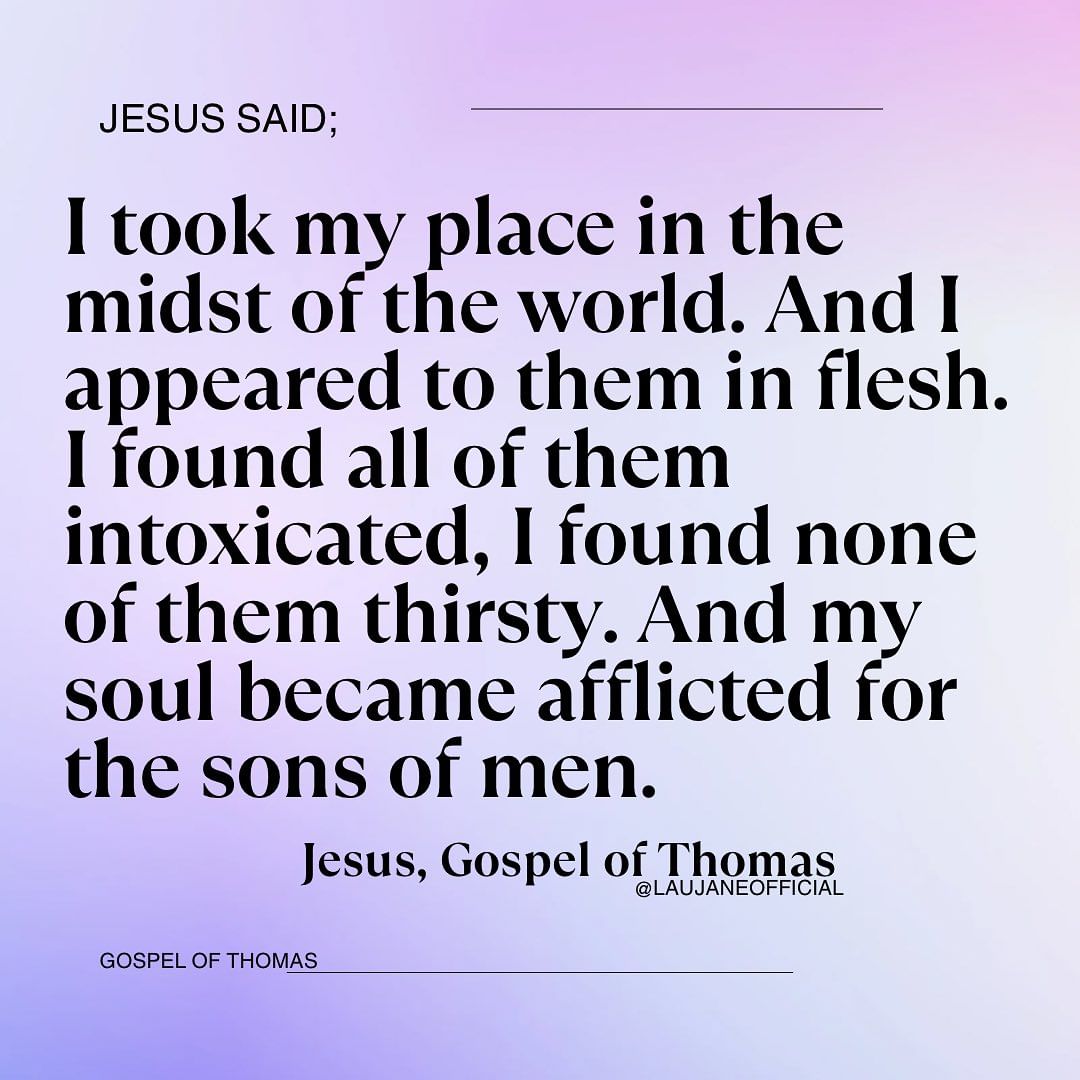 JESUS SAID;
I took my place in the
midst of the world. And I
appeared to them in flesh.
I found all of them
intoxicated, I found none
of them thirsty. And my
soul became afflicted for
the sons of men.
Jesus, Gospel of Thomas
@LAUJANEOFFICIAL
GOSPEL OF THOMAS